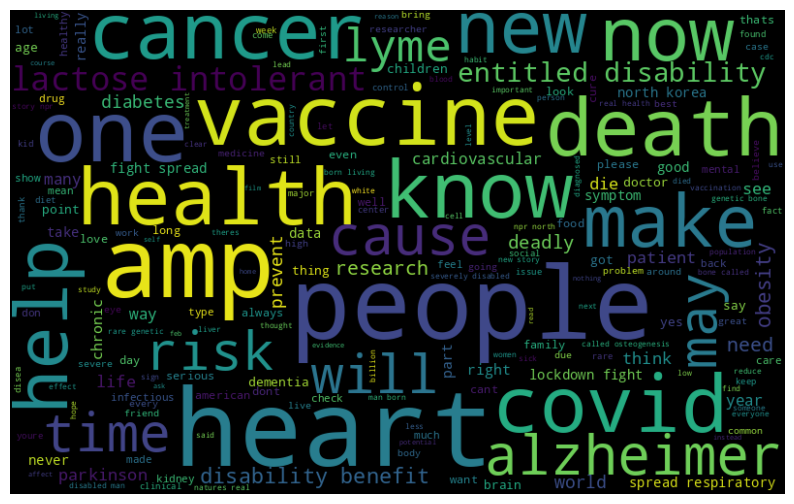 cancer
new
now
lyme
lactose intolerant
entitled disability
children
researcher
bring
living
week
come
first
reason
healthy
really
age
lot
habit
lead
control
important
person
thats
found
case
cdc
course
story run
drug
diabetes
look
north korea
cure
real health
best
one
vaccine
death
kid
treatment
country
level
medicine
let
born living
fight spread
still
even
cardiovascular
please
good
mental
believe
use
show
many
mean
point
health
know
diagnosed
die
doctor
died
vaccination
see
symptom
genetic bone
fact
thank
diet
clear
film
major
white
well
center
cell
take
work
long
love
theres
self
amp
prevent
high
data
cause
npr north
food
make
deadly
social
got
patient
population
back
bone called
put
eye
don
home
thing
research
feel
going
severely disabled
issue
new story
problem
around
obesity
nothing
help
study
type
way
chronic
always
people
may
say
yes
great
rare genetic
feb
liver
thought
read
next
called osteogenesis
severe
day
risk
evidence
will
part
women
sick
family
due
rare
need
care
disea
effect
sign
serious
right
think
low
reduce
life
dementia
billion
man born
cant
lockdown fight
keep
find
hope
ask
infectious
american
dont
check
year
someone
everyone
youre
friend
every
live
heart
covid
time
said
less
much
common
never
made
body
potential
alzheimer
instead
parkinson
kidney
disability benefit
want
brain
world
spread respiratory
affect
disabled man
clinical
natures real